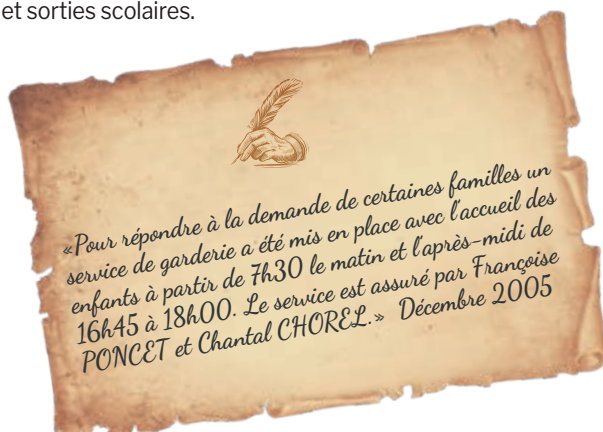 et sorties scolaires.
«Pour répondre à la demande de certaines familles un
service de garderie a été mis en place avec l'accueil des
enfants à partir de 7h30 le matin et l'après-midi de
16h45 à 18h00. Le service est assuré par Françoise
PONCET et Chantal CHOREL.» Décembre 2005